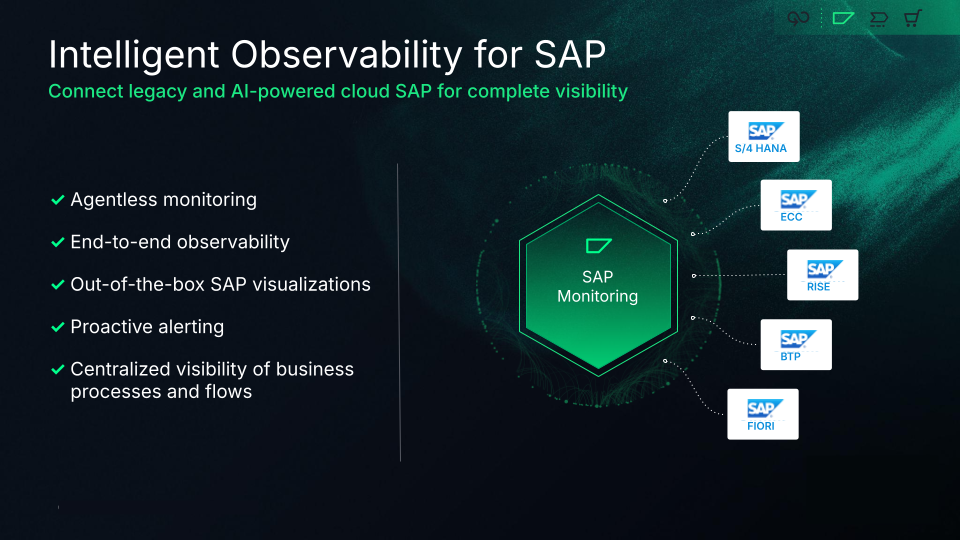 Intelligent Observability for SAP
Connect legacy and AI-powered cloud SAP for complete visibility
Agentless monitoring
End-to-end observability
Out-of-the-box SAP visualizations
Proactive alerting
Centralized visibility of business
processes and flows
SAP
Monitoring
SAP
S/4 HANA
SAP
ECC
SAP
RISE
SAP
BTP
SAP
FIORI